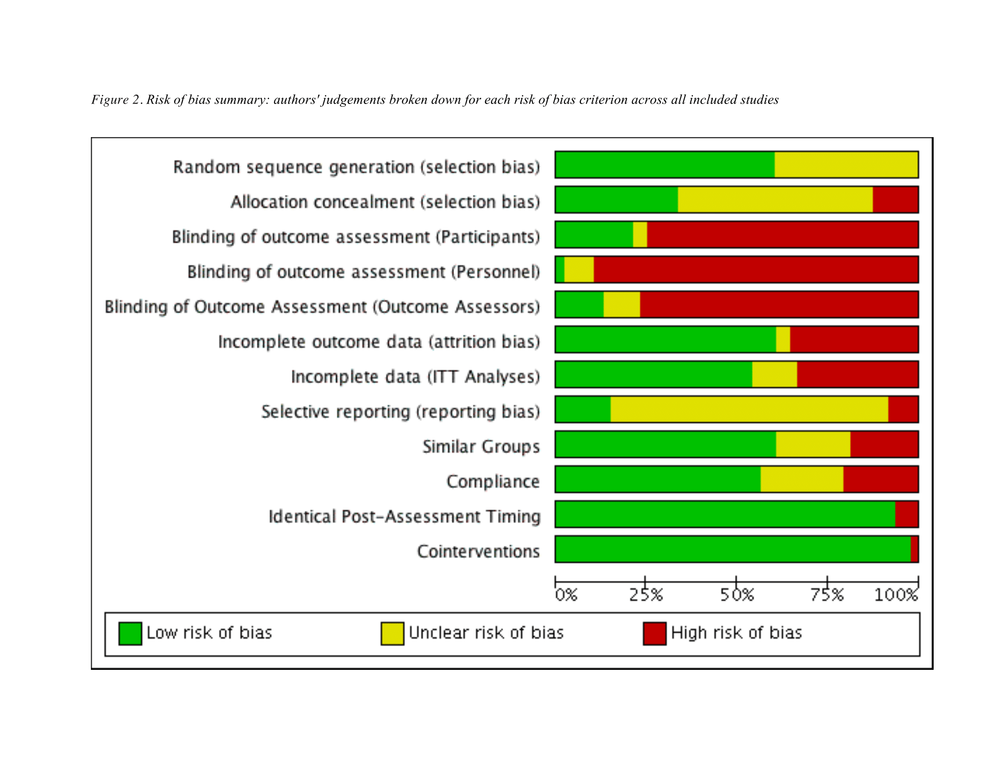 Figure 2. Risk of bias summary: authors' judgements broken down for each risk of bias criterion across all included studies
Random sequence generation (selection bias)
Allocation concealment (selection bias)
Blinding of outcome assessment (Participants)
Blinding of outcome assessment (Personnel)
Blinding of Outcome Assessment (Outcome Assessors)
Incomplete outcome data (attrition bias)
Incomplete data (ITT Analyses)
Selective reporting (reporting bias)
Similar Groups
Compliance
Identical Post-Assessment Timing
Cointerventions
0% 25% 50% 75% 100%
Low risk of bias Unclear risk of bias High risk of bias